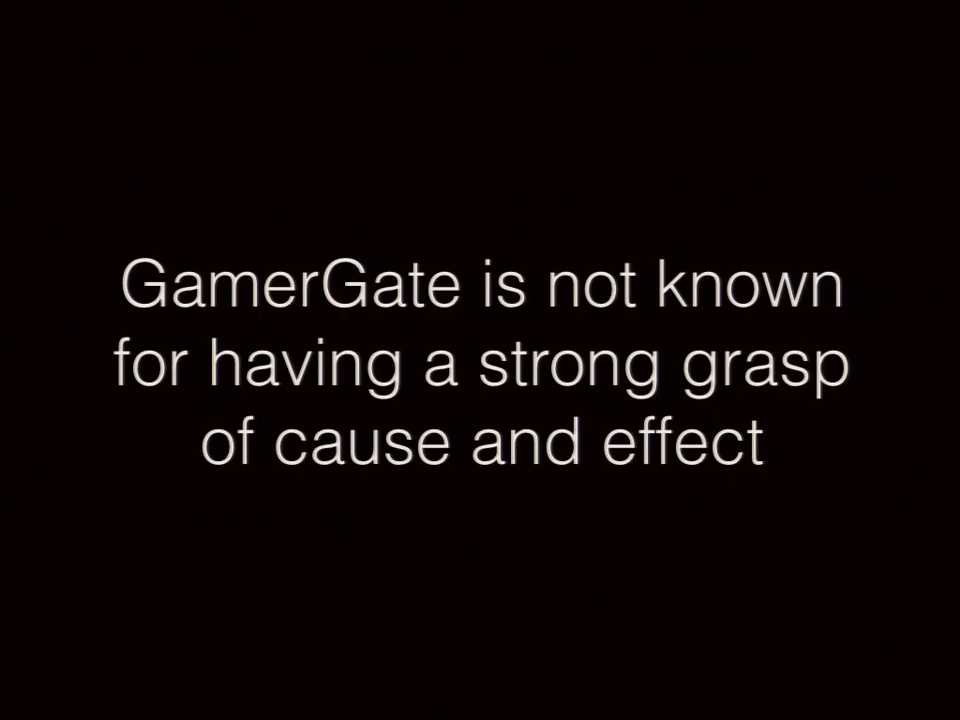 GamerGate is not known
for having a strong grasp
of cause and effect